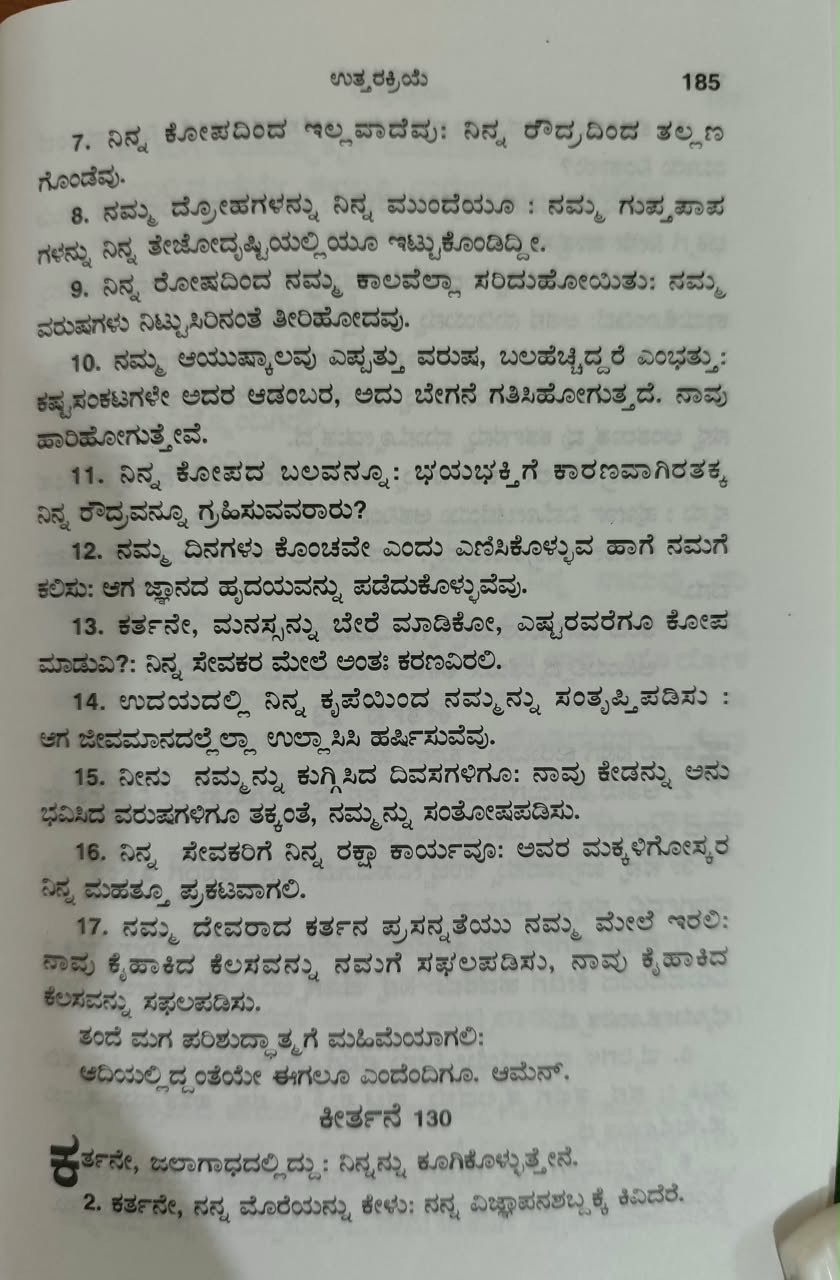 ಉತ್ತರಕ್ರಿಯೆ 185
7. ನಿನ್ನ ಕೋಪದಿಂದ ಇಲ್ಲವಾದೆವು: ನಿನ್ನ ರೌದ್ರದಿಂದ ತಲ್ಲಣ
ಗೊಂಡೆವು.
8. ನಮ್ಮ ದ್ರೋಹಗಳನ್ನು ನಿನ್ನ ಮುಂದೆಯೂ : ನಮ್ಮ ಗುಪ್ತಪಾಪ
ಗಳನ್ನು ನಿನ್ನ ತೇಜೋದೃಷ್ಟಿಯಲ್ಲಿಯೂ ಇಟ್ಟುಕೊಂಡಿದ್ದೀ.
9. ನಿನ್ನ ರೋಷದಿಂದ ನಮ್ಮ ಕಾಲವೆಲ್ಲಾ ಸರಿದುಹೋಯಿತು: ನಮ್ಮ
ವರುಷಗಳು ನಿಟ್ಟುಸಿರಿನಂತೆ ತೀರಿಹೋದವು.
10. ನಮ್ಮ ಆಯುಷ್ಕಾಲವು ಎಪ್ಪತ್ತು ವರುಷ, ಬಲಹೆಚ್ಚಿದ್ದರೆ ಎಂಭತ್ತು:
ಕಷ್ಟಸಂಕಟಗಳೇ ಅದರ ಆಡಂಬರ, ಅದು ಬೇಗನೆ ಗತಿಸಿಹೋಗುತ್ತದೆ. ನಾವು
ಹಾರಿಹೋಗುತ್ತೇವೆ.
11. ನಿನ್ನ ಕೋಪದ ಬಲವನ್ನೂ: ಭಯಭಕ್ತಿಗೆ ಕಾರಣವಾಗಿರತಕ್ಕ
ನಿನ್ನ ರೌದ್ರವನ್ನೂ ಗ್ರಹಿಸುವವರಾರು?
12. ನಮ್ಮ ದಿನಗಳು ಕೊಂಚವೇ ಎಂದು ಎಣಿಸಿಕೊಳ್ಳುವ ಹಾಗೆ ನಮಗೆ
ಕಲಿಸು: ಆಗ ಜ್ಞಾನದ ಹೃದಯವನ್ನು ಪಡೆದುಕೊಳ್ಳುವೆವು.
13. ಕರ್ತನೇ, ಮನಸ್ಸನ್ನು ಬೇರೆ ಮಾಡಿಕೋ, ಎಷ್ಟರವರೆಗೂ ಕೋಪ
ಮಾಡುವಿ?: ನಿನ್ನ ಸೇವಕರ ಮೇಲೆ ಅಂತಃ ಕರಣವಿರಲಿ.
14. ಉದಯದಲ್ಲಿ ನಿನ್ನ ಕೃಪೆಯಿಂದ ನಮ್ಮನ್ನು ಸಂತೃಪ್ತಿಪಡಿಸು :
ಆಗ ಜೀವಮಾನದಲ್ಲೆಲ್ಲಾ ಉಲ್ಲಾಸಿಸಿ ಹರ್ಷಿಸುವೆವು.
15. ನೀನು ನಮ್ಮನ್ನು ಕುಗ್ಗಿಸಿದ ದಿವಸಗಳಿಗೂ: ನಾವು ಕೇಡನ್ನು ಅನು
ಭವಿಸಿದ ವರುಷಗಳಿಗೂ ತಕ್ಕಂತೆ, ನಮ್ಮನ್ನು ಸಂತೋಷಪಡಿಸು.
16. ನಿನ್ನ ಸೇವಕರಿಗೆ ನಿನ್ನ ರಕ್ಷಾ ಕಾರ್ಯವೂ: ಅವರ ಮಕ್ಕಳಿಗೋಸ್ಕರ
ನಿನ್ನ ಮಹತ್ತೂ ಪ್ರಕಟವಾಗಲಿ.
17. ನಮ್ಮ ದೇವರಾದ ಕರ್ತನ ಪ್ರಸನ್ನತೆಯು ನಮ್ಮ ಮೇಲೆ ಇರಲಿ:
ನಾವು ಕೈಹಾಕಿದ ಕೆಲಸವನ್ನು ನಮಗೆ ಸಫಲಪಡಿಸು, ನಾವು ಕೈಹಾಕಿದ
ಕೆಲಸವನ್ನು ಸಫಲಪಡಿಸು.
ತಂದೆ ಮಗ ಪರಿಶುದ್ಧಾತ್ಮಗೆ ಮಹಿಮೆಯಾಗಲಿ:
ಆದಿಯಲ್ಲಿದ್ದಂತೆಯೇ ಈಗಲೂ ಎಂದೆಂದಿಗೂ. ಆಮೆನ್.
ಕೀರ್ತನೆ 130
ಕರ್ತನೇ, ಜಲಾಗಾಧದಲ್ಲಿದ್ದು: ನಿನ್ನನ್ನು ಕೂಗಿಕೊಳ್ಳುತ್ತೇನೆ.
2. ಕರ್ತನೇ, ನನ್ನ ಮೊರೆಯನ್ನು ಕೇಳು: ನನ್ನ ವಿಜ್ಞಾಪನಶಬ್ದಕ್ಕೆ ಕಿವಿದೆರೆ.